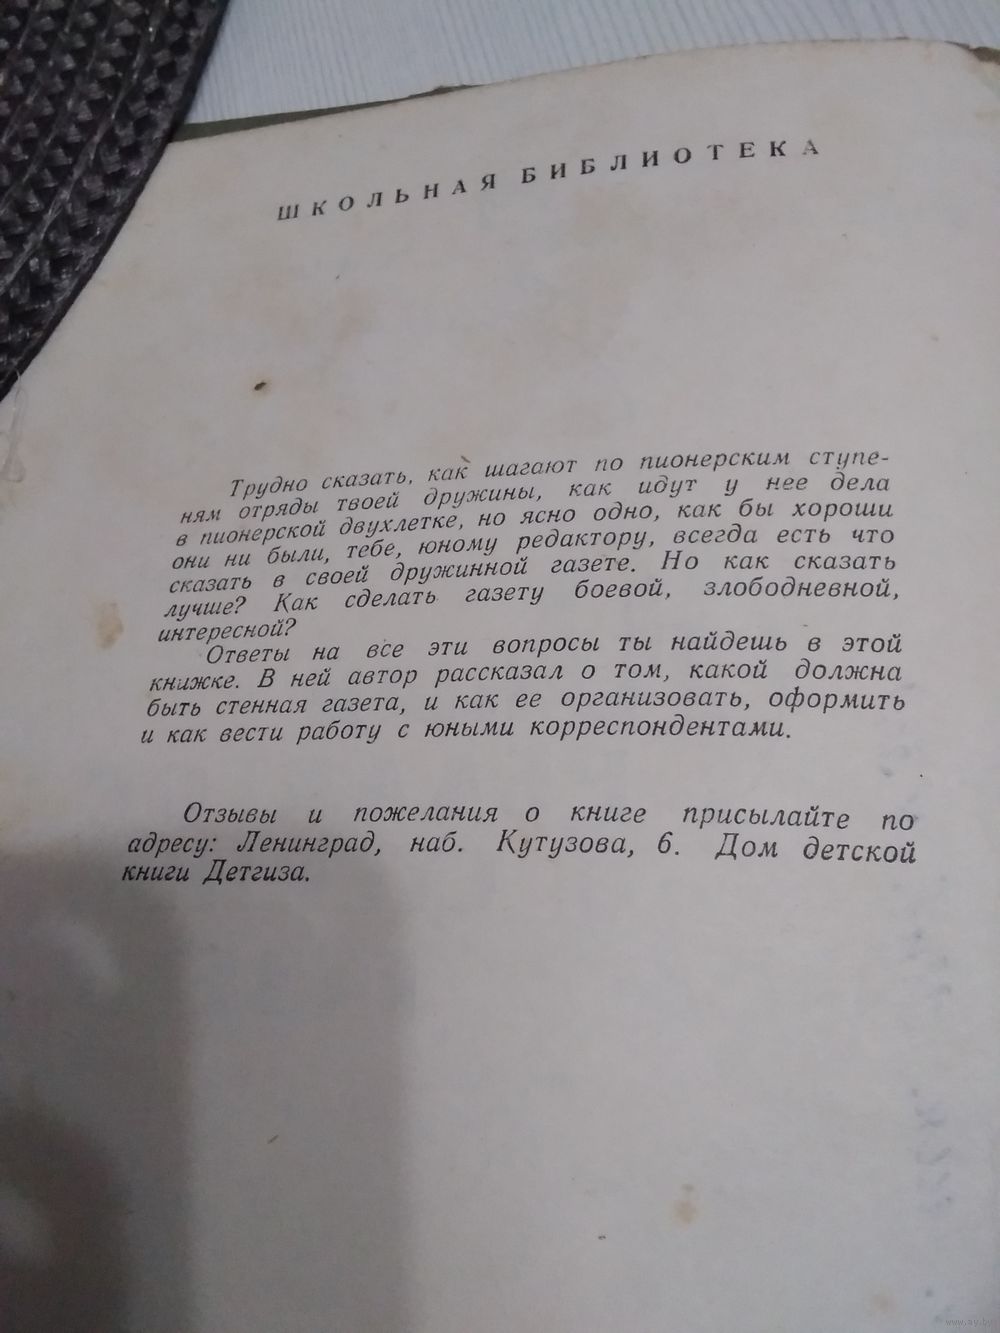 ШКОЛЬНАЯ БИБЛИОТЕКА
Трудно сказать, как шагают по пионерским ступе-
ням отряды твоей дружины, как идут у нее дела
в пионерской двухлетке, но ясно одно, как бы хороши
они ни были, тебе, юному редактору, всегда есть что
сказать в своей дружинной газете. Но как сказать
лучше? Как сделать газету боевой, злободневной,
интересной?
Ответы на все эти вопросы ты найдешь в этой
книжке. В ней автор рассказал о том, какой должна
быть стенная газета, и как ее организовать, оформить
и как вести работу с юными корреспондентами.
Отзывы и пожелания о книге присылайте по
адресу: Ленинград, наб. Кутузова, 6. Дом детской
книги Детгиза.
www.ay.by